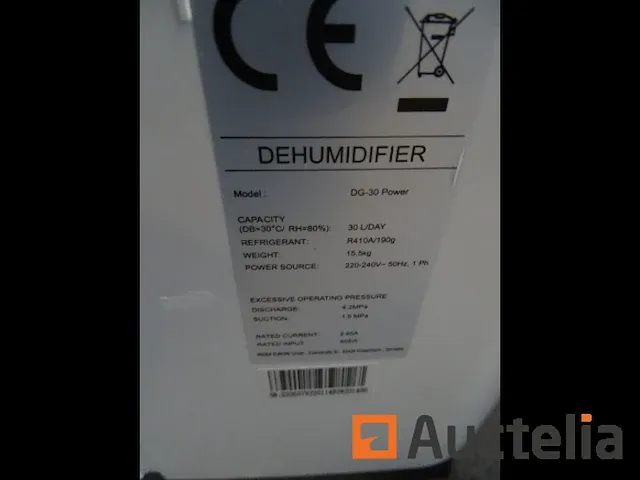 CE
DEHUMIDIFIER
Model : DG-30 Power
CAPACITY
(DB=30°C/ RH=80%): 30 L/DAY
REFRIGERANT: R410A/190g
WEIGHT: 15.5kg
POWER SOURCE: 220-240V~ 50Hz, 1 Ph
EXCESSIVE OPERATING PRESSURE
DISCHARGE: 4.2MPa
SUCTION: 1.5 MPa
RATED CURRENT:
RATED INPUT:
Auctelia